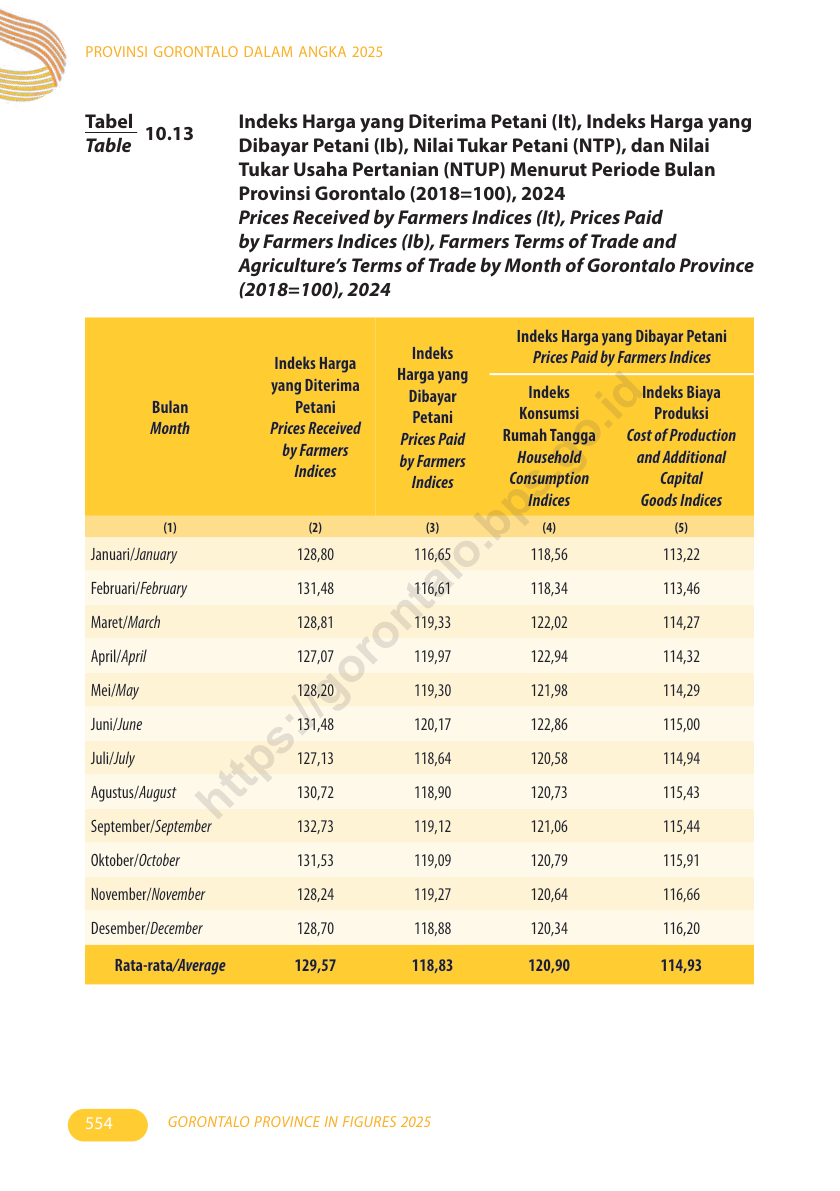 PROVINSI GORONTALO DALAM ANGKA 2025
Tabel
Table
10.13
Indeks Harga yang Diterima Petani (It), Indeks Harga yang
Dibayar Petani (Ib), Nilai Tukar Petani (NTP), dan Nilai
Tukar Usaha Pertanian (NTUP) Menurut Periode Bulan
Provinsi Gorontalo (2018=100), 2024
Prices Received by Farmers Indices (It), Prices Paid
by Farmers Indices (Ib), Farmers Terms of Trade and
Agriculture's Terms of Trade by Month of Gorontalo Province
(2018=100), 2024
Bulan
Month
Indeks Harga
yang Diterima
Petani
Prices Received
by Farmers
Indices
Indeks
Harga yang
Dibayar
Petani
Prices Paid
by Farmers
Indices
Indeks Harga yang Dibayar Petani
Prices Paid by Farmers Indices
Indeks
Konsumsi
Rumah Tangga
Household
Consumption
Indices
Indeks Biaya
Produksi
Cost of Production
and Additional
Capital
Goods Indices
(1) (2) (3) (4) (5)
Januari/January 128,80 116,65 118,56 113,22
Februari/February 131,48 116,61 118,34 113,46
Maret/March 128,81 119,33 122,02 114,27
April/April 127,07 119,97 122,94 114,32
Mei/May 128,20 119,30 121,98 114,29
Juni/June 131,48 120,17 122,86 115,00
Juli/July 127,13 118,64 120,58 114,94
Agustus/August 130,72 118,90 120,73 115,43
September/September 132,73 119,12 121,06 115,44
Oktober/October 131,53 119,09 120,79 115,91
November/November 128,24 119,27 120,64 116,66
Desember/December 128,70 118,88 120,34 116,20
Rata-rata/Average 129,57 118,83 120,90 114,93
https://gorontalo.bps.go.id
554
GORONTALO PROVINCE IN FIGURES 2025